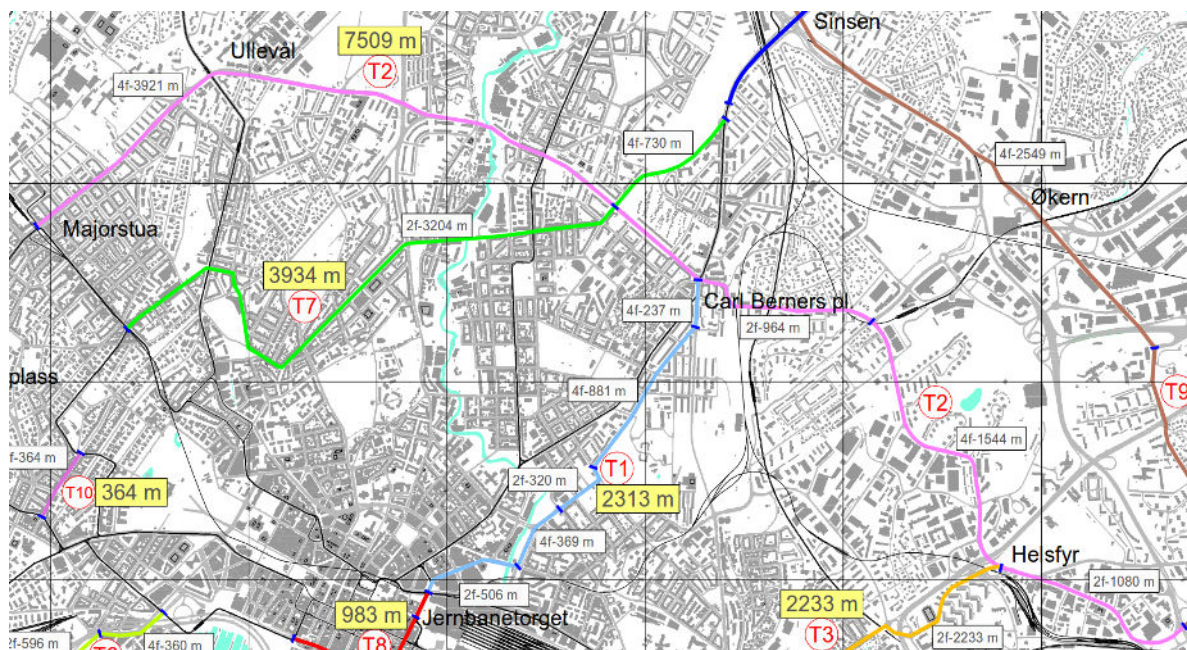 Sinsen
Ullevål
7509 m
T2
4f-3921 m
4f-730 m
4f-2549 m
Økern
2f-3204 m
Majorstua
3934 m
T7
Carl Berners pl.
4f-237 m
2f-964 m
plass
4f-881 m
T2
T9
4f-1544 m
f-364 m
T10
364 m
2f-320 m
T1
2313 m
4f-369 m
Helsfyr
2f-1080 m
2f-506 m
983 m
Jernbanetorget
2233 m
T3
2f-2233 m
2f-596 m
4f-360 m
T8